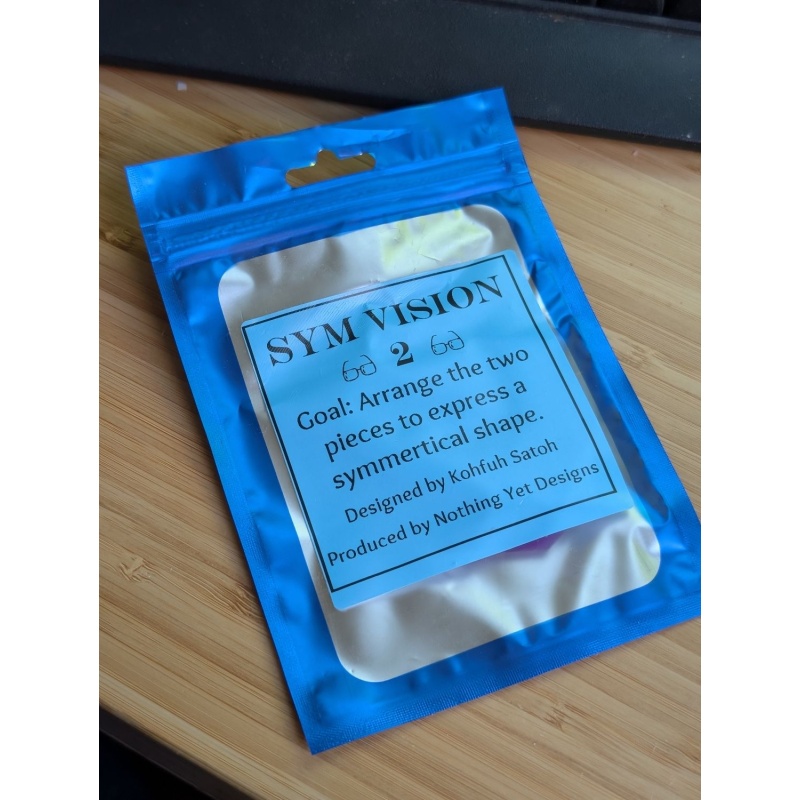 SYM VISION
2
Goal: Arrange the two
pieces to express a
symmertical shape.
Designed by Kohfuh Satoh
Produced by Nothing Yet Designs